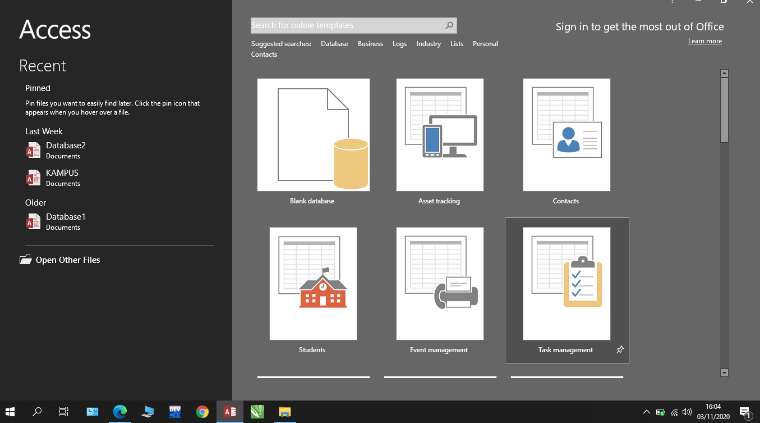 Access
Recent
Pinned
Pin files you want to easily find later. Click the pin icon that
appears when you hover over a file.
Last Week
Database2
Documents
KAMPUS
Documents
Older
Database1
Documents
Open Other Files
Search for online templates
Suggested searches: Database Business Logs Industry Lists Personal
Contacts
Sign in to get the most out of Office
Learn more
Blank database
Asset tracking
Contacts
Students
Event management
Task management
16:04
03/11/2020